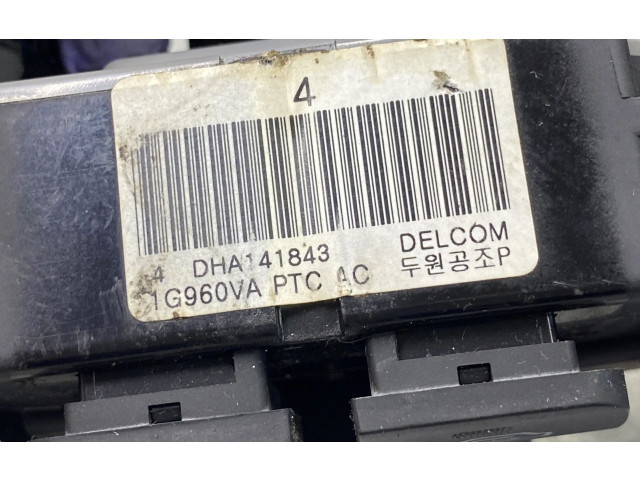 4
4 DHA141843 DELCOM
1G960VA PTC AC 두원공조P